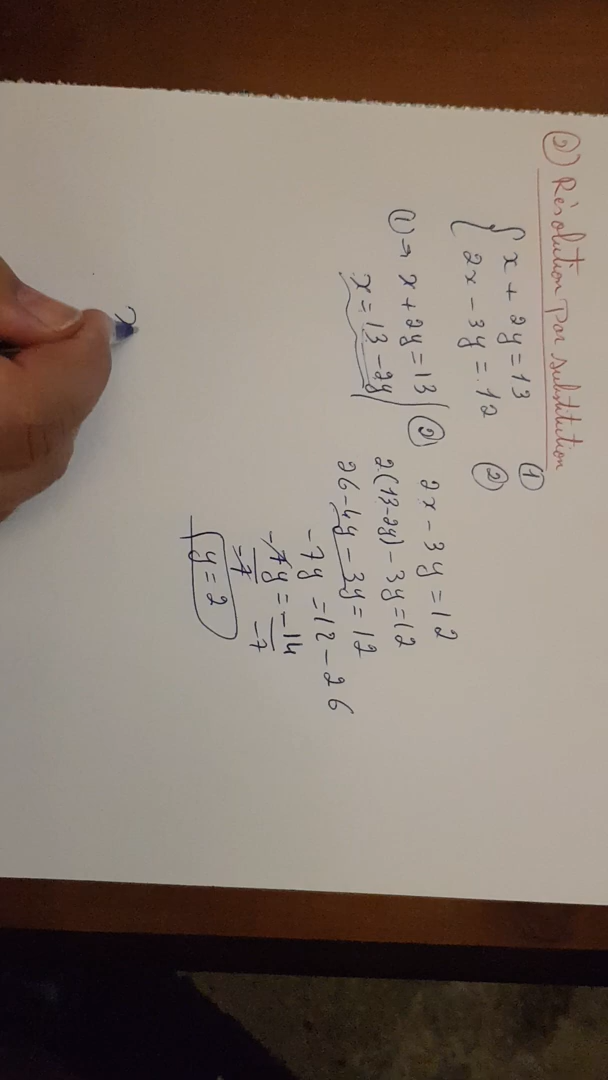 ② Résolution par substitution
{ x + 2y = 13 ①
2x - 3y = 12 ②
(1) → x + 2y = 13
x = 13 - 2y
② 2x - 3y = 12
2(13-2y) - 3y = 12
26 - 4y - 3y = 12
-7y = 12 - 26
-7y = -14
-7 -7
y = 2
x